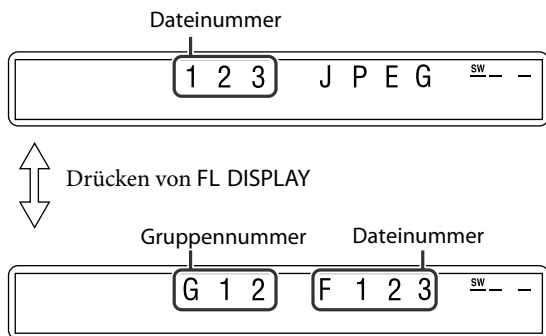 Dateinummer
1 2 3 J P E G SW – –
Drücken von FL DISPLAY
Gruppennummer Dateinummer
G 1 2 F 1 2 3 SW – –